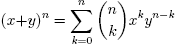 (x+y)^n = \sum_{k=0}^{n} \binom{n}{k} x^k y^{n-k}